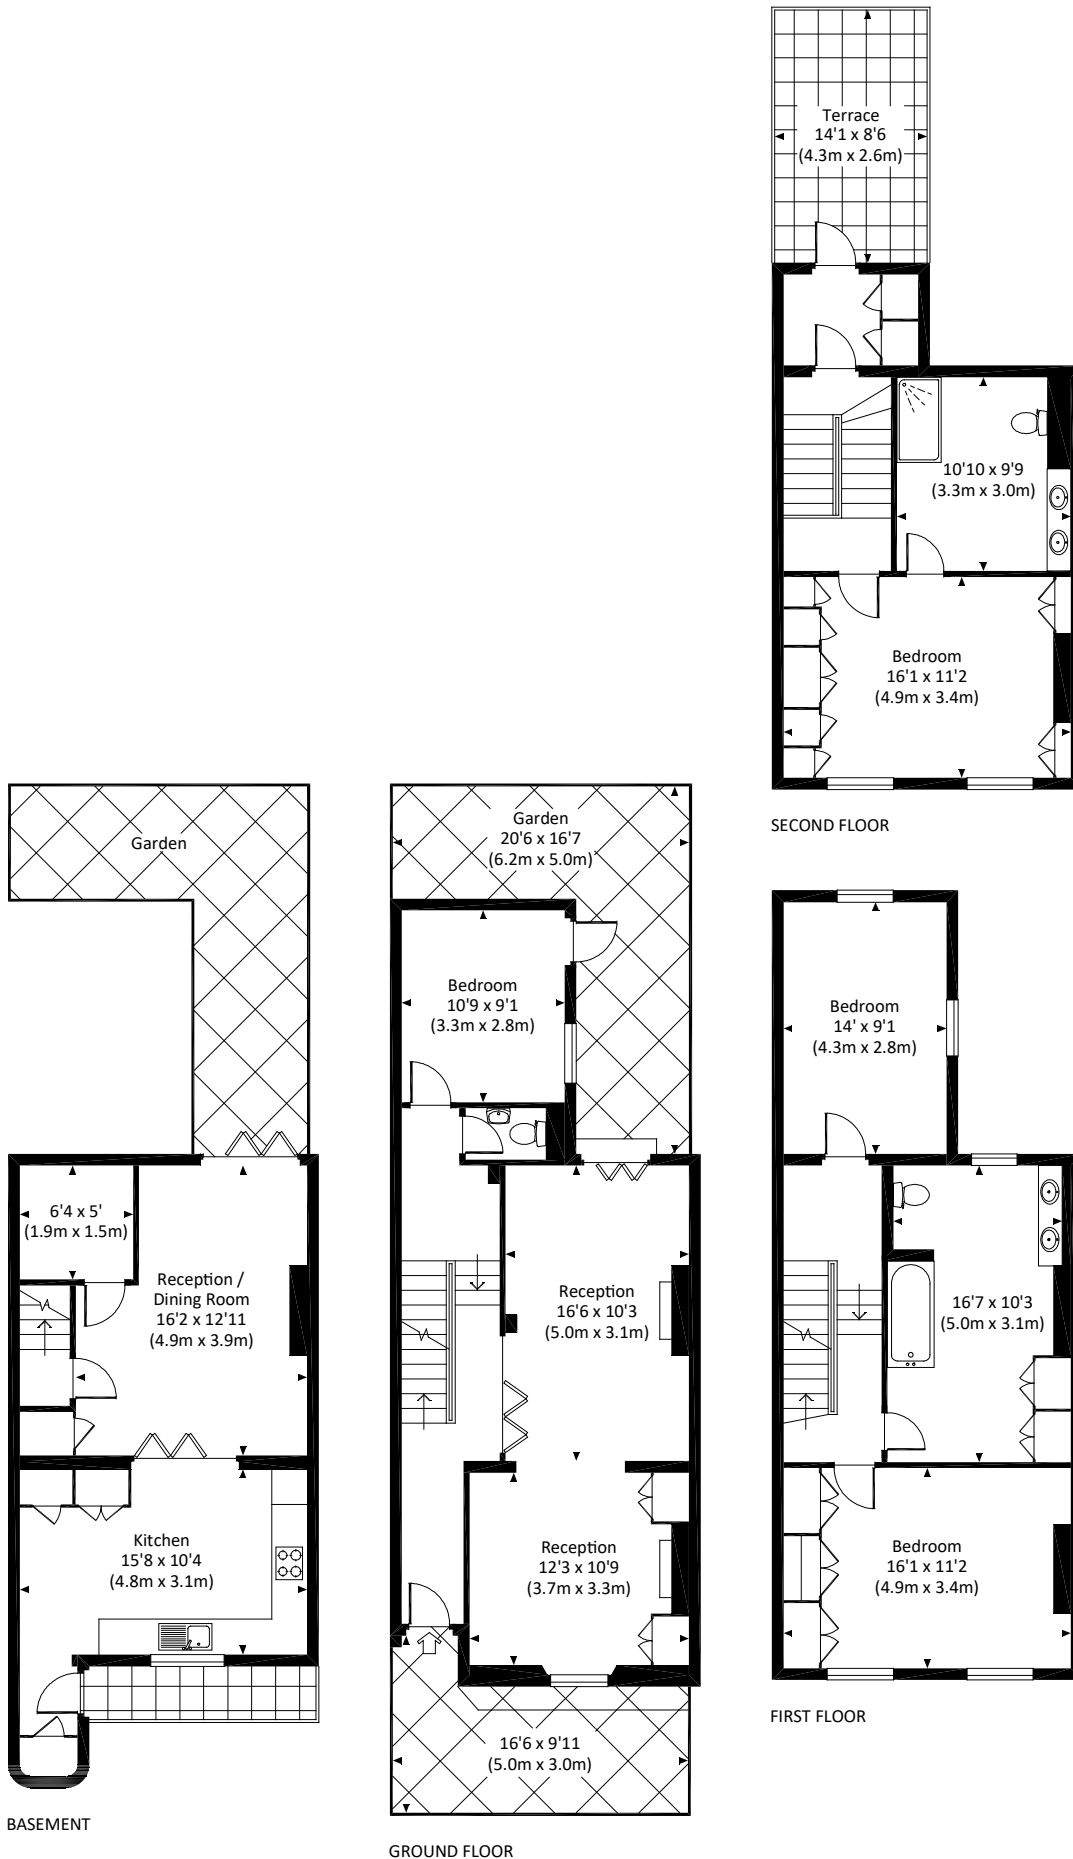 Terrace
14'1 x 8'6
(4.3m x 2.6m)
10'10 x 9'9
(3.3m x 3.0m)
Bedroom
16'1 x 11'2
(4.9m x 3.4m)
SECOND FLOOR
Garden
6'4 x 5'
(1.9m x 1.5m)
Reception /
Dining Room
16'2 x 12'11
(4.9m x 3.9m)
Kitchen
15'8 x 10'4
(4.8m x 3.1m)
BASEMENT
Garden
20'6 x 16'7
(6.2m x 5.0m)
Bedroom
10'9 x 9'1
(3.3m x 2.8m)
Reception
16'6 x 10'3
(5.0m x 3.1m)
Reception
12'3 x 10'9
(3.7m x 3.3m)
16'6 x 9'11
(5.0m x 3.0m)
GROUND FLOOR
Bedroom
14' x 9'1
(4.3m x 2.8m)
16'7 x 10'3
(5.0m x 3.1m)
Bedroom
16'1 x 11'2
(4.9m x 3.4m)
FIRST FLOOR